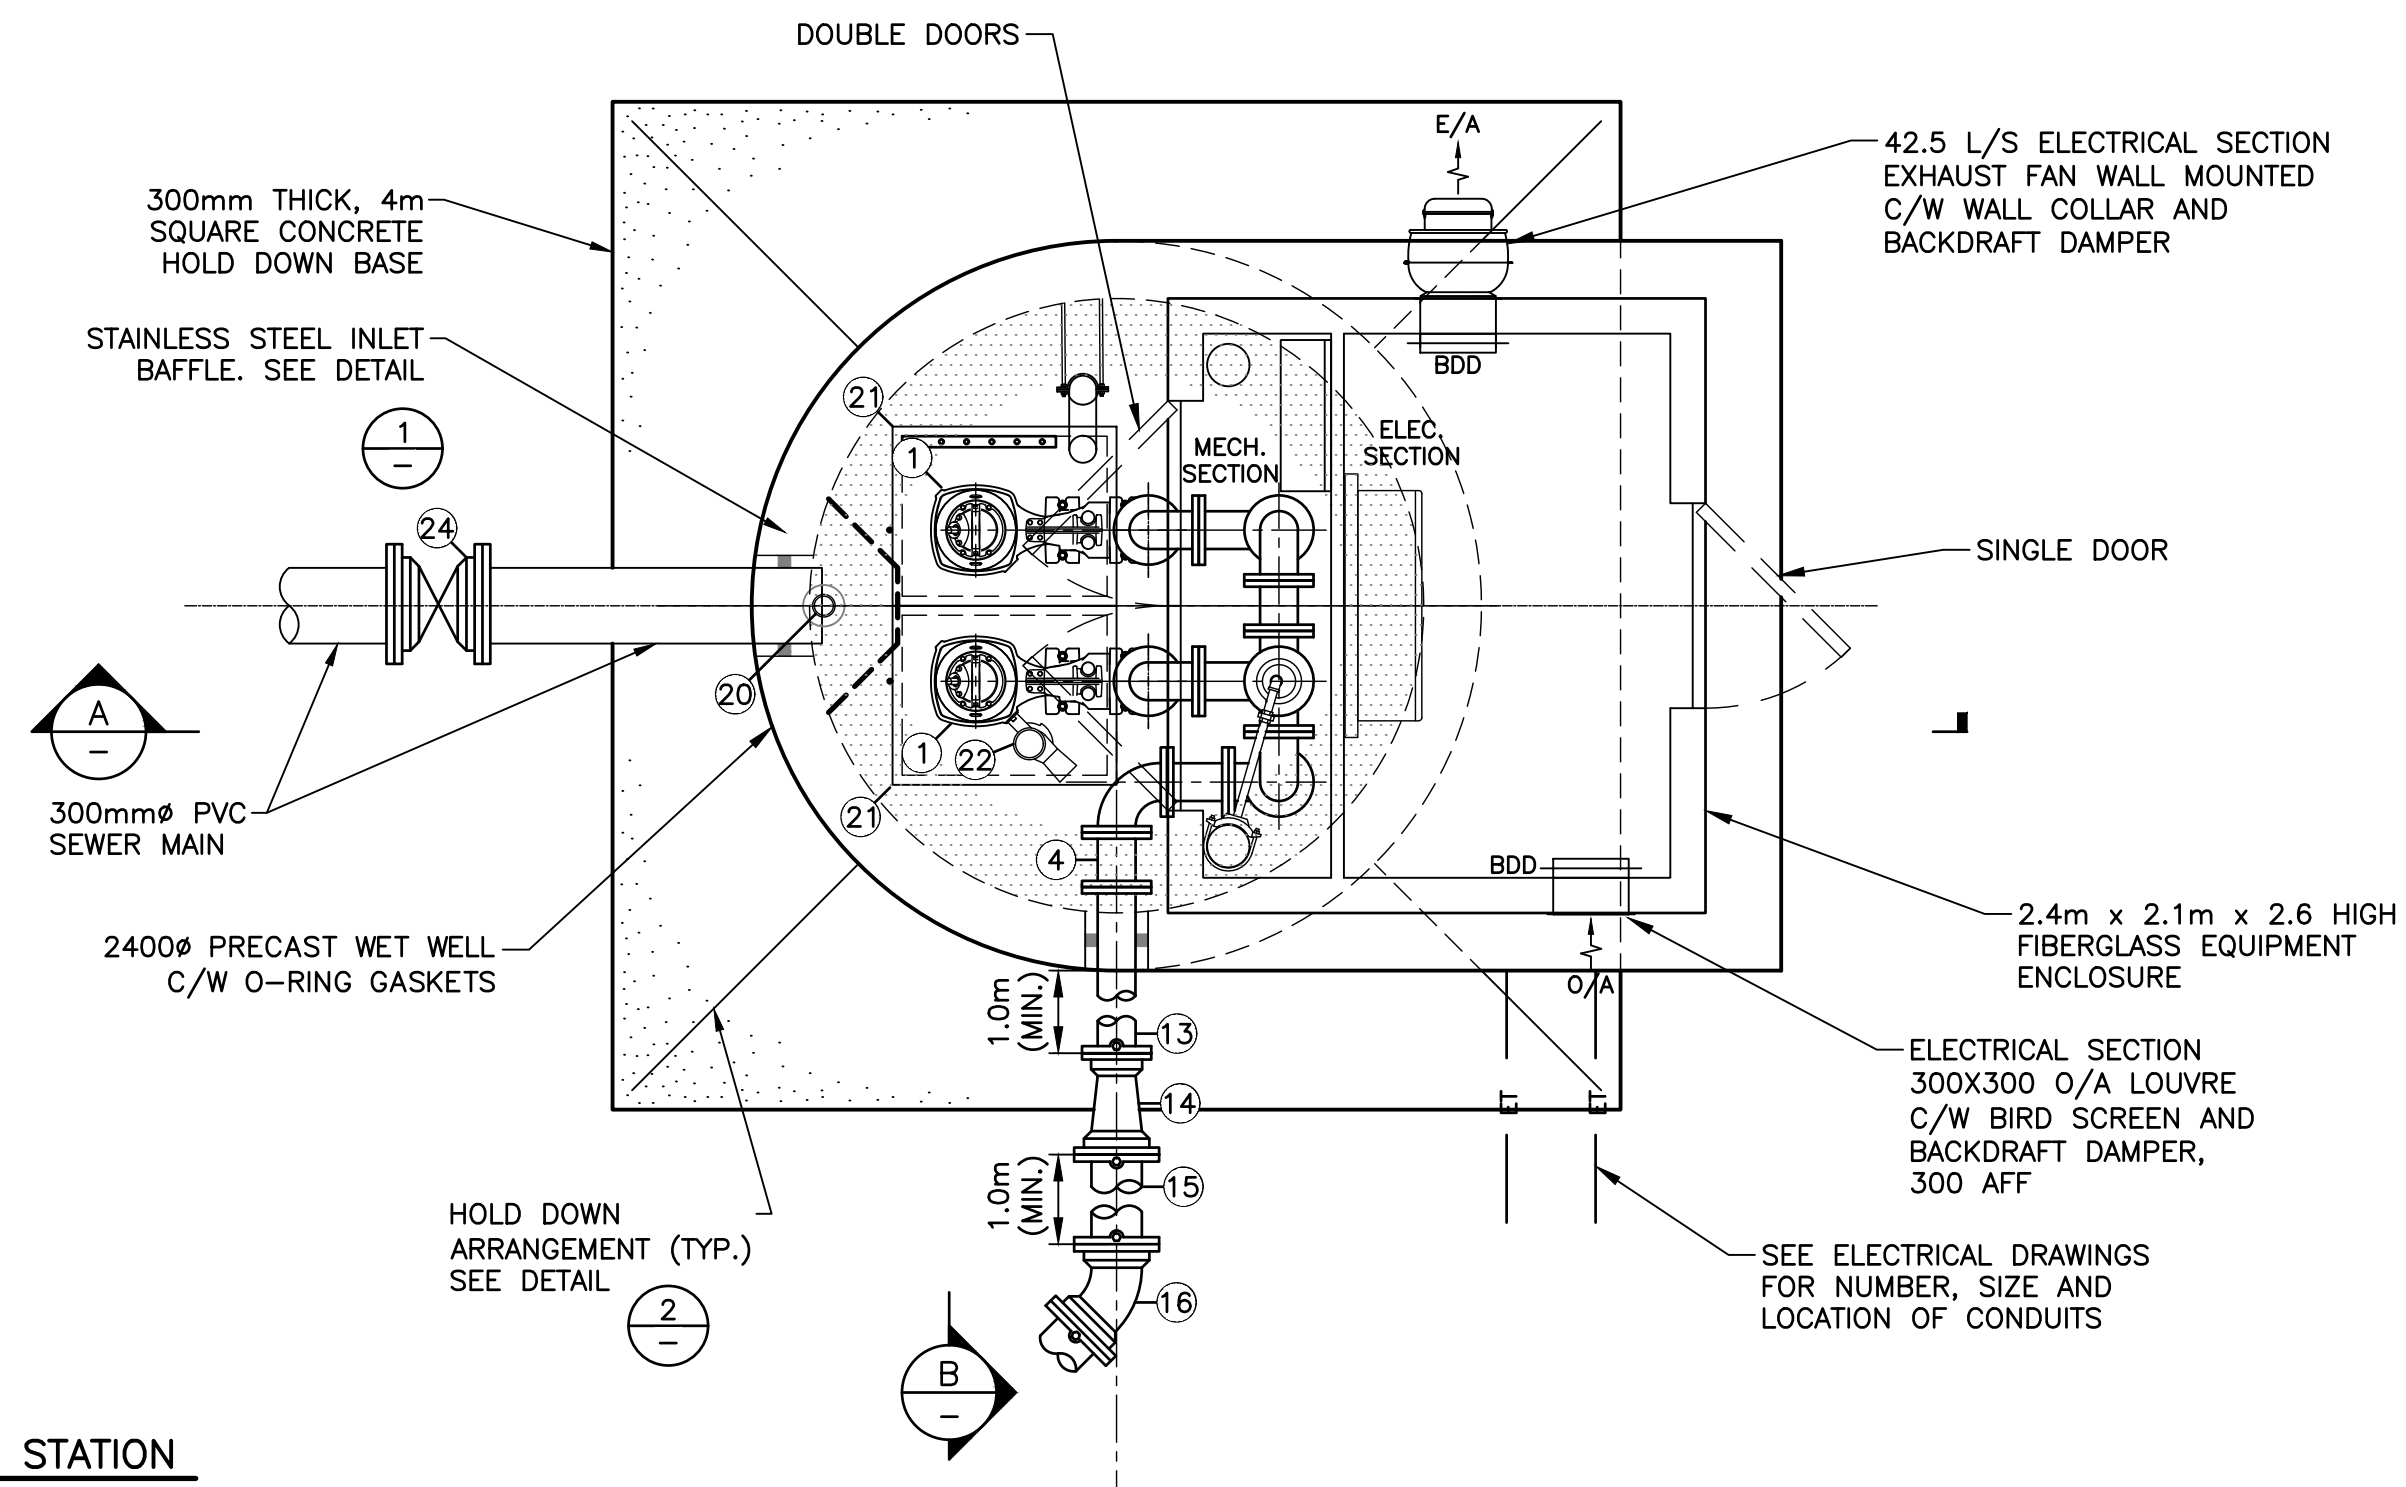 DOUBLE DOORS
E/A
42.5 L/S ELECTRICAL SECTION
EXHAUST FAN WALL MOUNTED
C/W WALL COLLAR AND
BACKDRAFT DAMPER
300mm THICK, 4m
SQUARE CONCRETE
HOLD DOWN BASE
STAINLESS STEEL INLET
BAFFLE. SEE DETAIL
1
–
BDD
21
1
MECH.
SECTION
ELEC.
SECTION
24
SINGLE DOOR
20
A
–
1
22
21
300mmø PVC
SEWER MAIN
4
BDD
2400ø PRECAST WET WELL
C/W O-RING GASKETS
2.4m x 2.1m x 2.6 HIGH
FIBERGLASS EQUIPMENT
ENCLOSURE
O/A
1.0m
(MIN.)
13
ELECTRICAL SECTION
300X300 O/A LOUVRE
C/W BIRD SCREEN AND
BACKDRAFT DAMPER,
300 AFF
14
ET
ET
1.0m
(MIN.)
15
HOLD DOWN
ARRANGEMENT (TYP.)
SEE DETAIL
2
–
16
SEE ELECTRICAL DRAWINGS
FOR NUMBER, SIZE AND
LOCATION OF CONDUITS
B
–
STATION